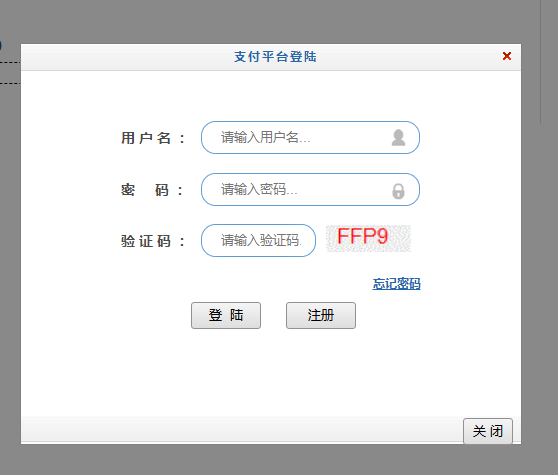 支付平台登陆
用户名： 请输入用户名...
密 码： 请输入密码...
验证码： 请输入验证码 FFP9
忘记密码
登 陆 注册
关 闭